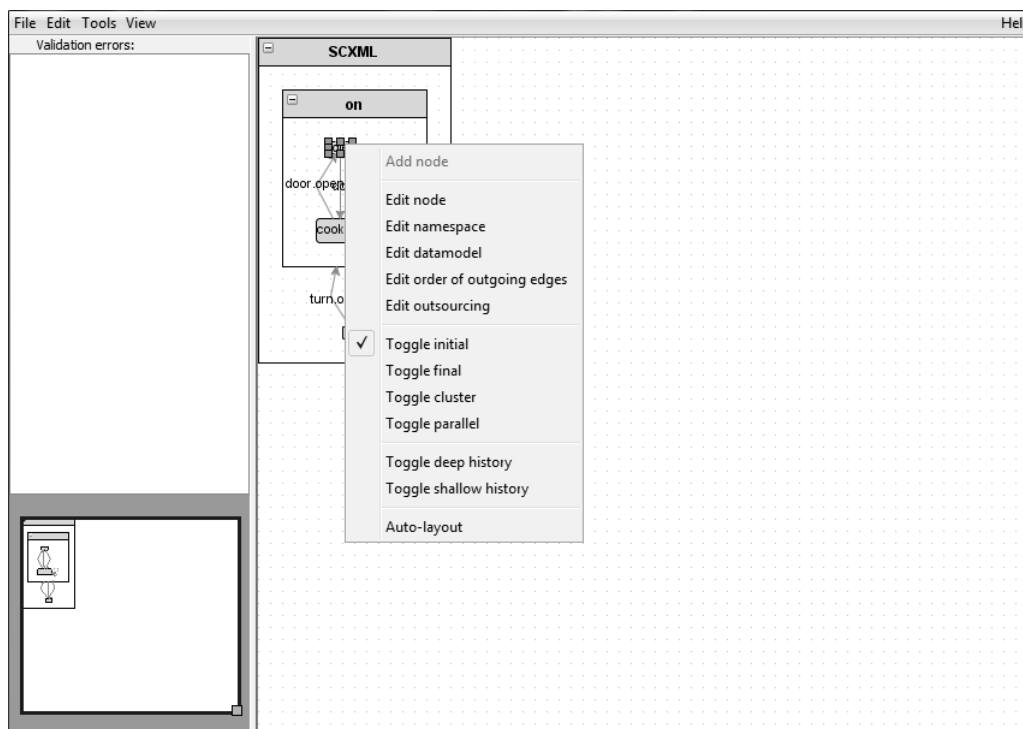 File Edit Tools View Hel
Validation errors:
SCXML
on
door.open
cook
turn.o
Add node
Edit node
Edit namespace
Edit datamodel
Edit order of outgoing edges
Edit outsourcing
Toggle initial
Toggle final
Toggle cluster
Toggle parallel
Toggle deep history
Toggle shallow history
Auto-layout